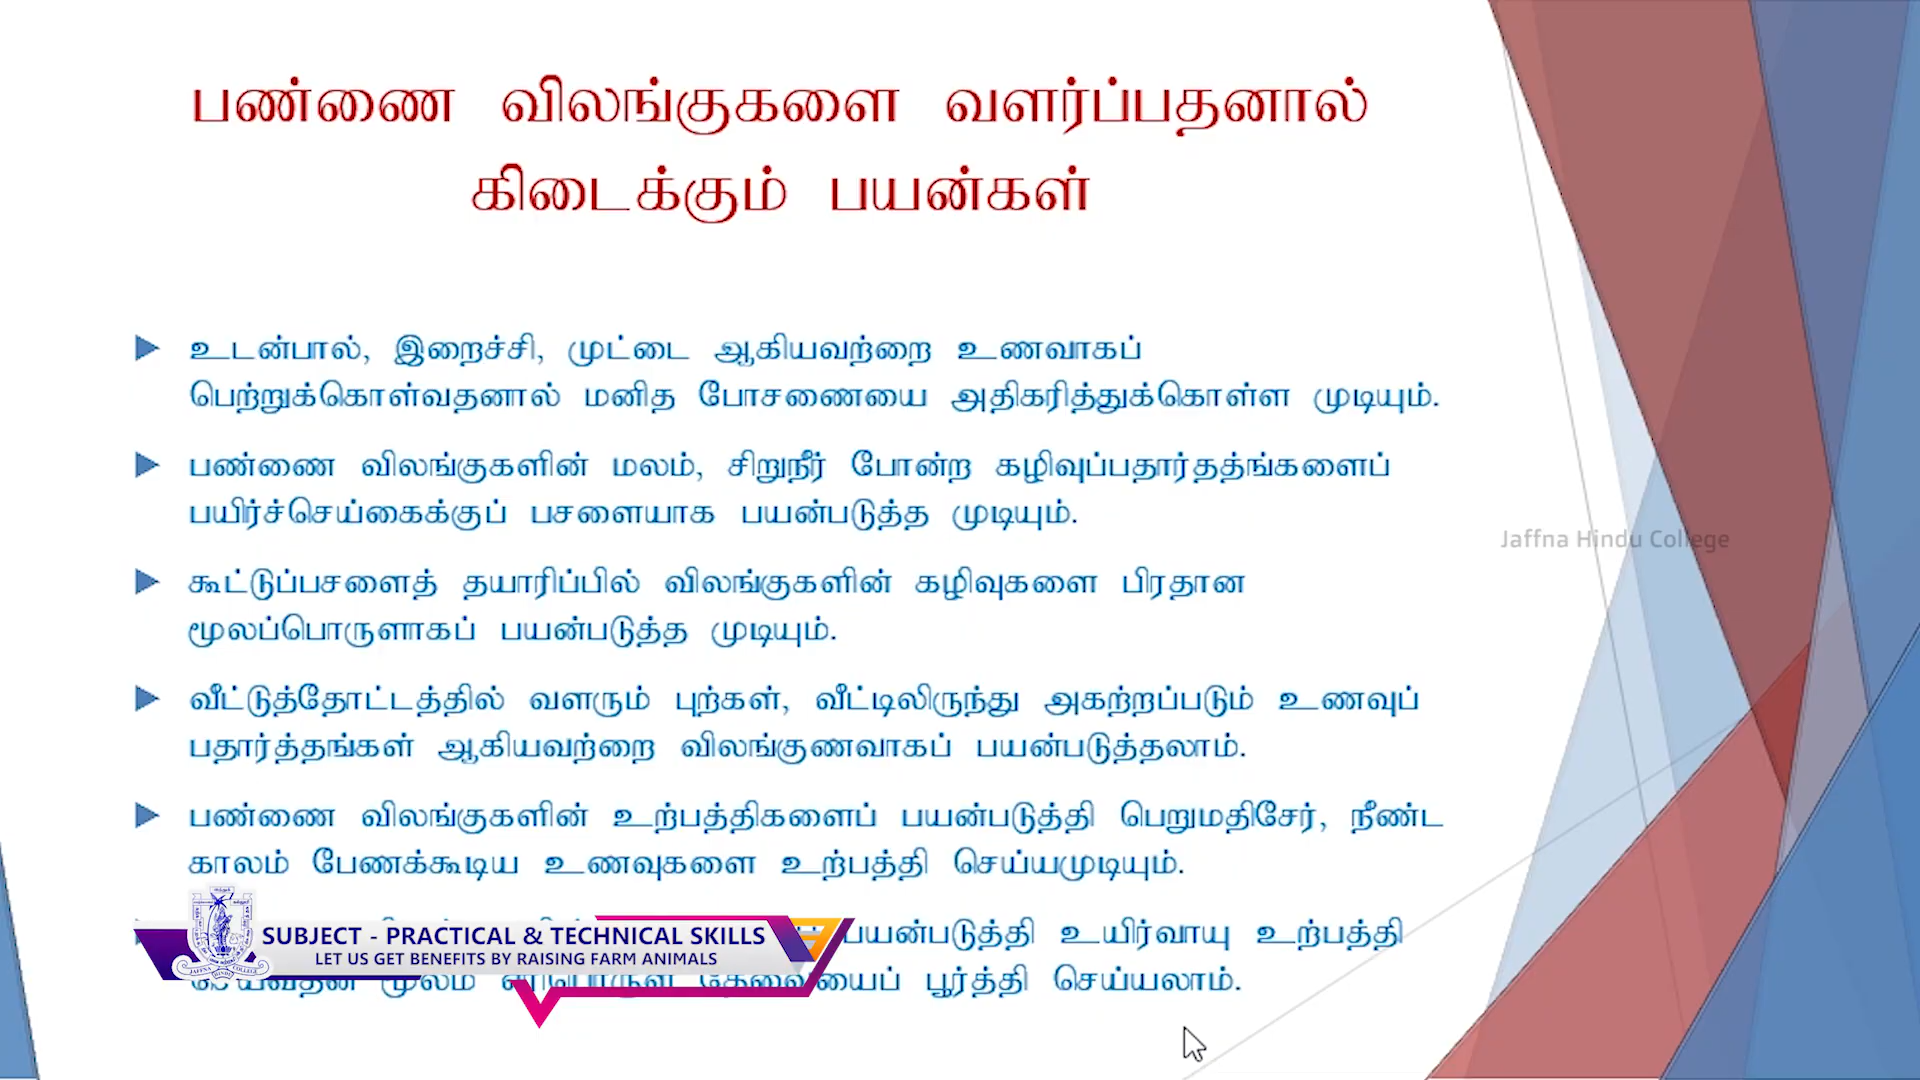 பண்ணை விலங்குகளை வளர்ப்பதனால்
கிடைக்கும் பயன்கள்
உடன்பால், இறைச்சி, முட்டை ஆகியவற்றை உணவாகப்
பெற்றுக்கொள்வதனால் மனித போசணையை அதிகரித்துக்கொள்ள முடியும்.
பண்ணை விலங்குகளின் மலம், சிறுநீர் போன்ற கழிவுப்பதார்தத்ங்களைப்
பயிர்ச்செய்கைக்குப் பசளையாக பயன்படுத்த முடியும்.
Jaffna Hindu College
கூட்டுப்பசளைத் தயாரிப்பில் விலங்குகளின் கழிவுகளை பிரதான
மூலப்பொருளாகப் பயன்படுத்த முடியும்.
வீட்டுத்தோட்டத்தில் வளரும் புற்கள், வீட்டிலிருந்து அகற்றப்படும் உணவுப்
பதார்த்தங்கள் ஆகியவற்றை விலங்குணவாகப் பயன்படுத்தலாம்.
பண்ணை விலங்குகளின் உற்பத்திகளைப் பயன்படுத்தி பெறுமதிசேர், நீண்ட
காலம் பேணக்கூடிய உணவுகளை உற்பத்தி செய்யமுடியும்.
பயன்படுத்தி உயிர்வாயு உற்பத்தி
மூலம் பூர்த்தி செய்யலாம்.
SUBJECT - PRACTICAL & TECHNICAL SKILLS
LET US GET BENEFITS BY RAISING FARM ANIMALS
JAFFNA HINDU COLLEGE